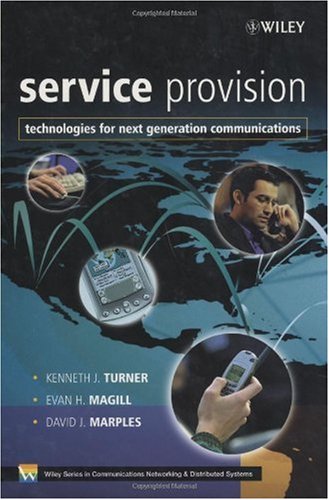 WILEY
service provision
technologies for next generation communications
• KENNETH J. TURNER
• EVAN H. MAGILL
• DAVID J. MARPLES
Wiley Series in Communications Networking & Distributed Systems